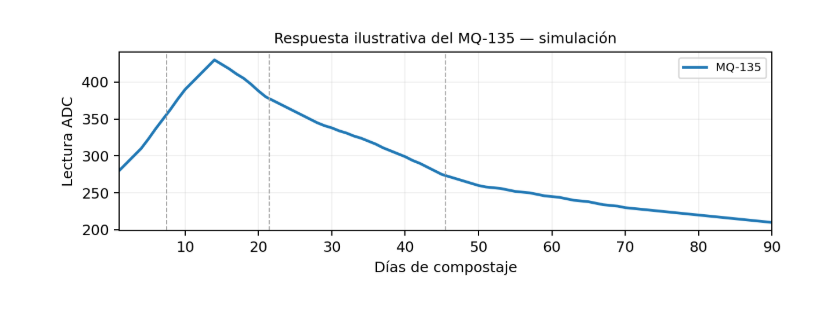 Respuesta ilustrativa del MQ-135 — simulación
MQ-135
Lectura ADC
400
350
300
250
200
10 20 30 40 50 60 70 80 90
Días de compostaje